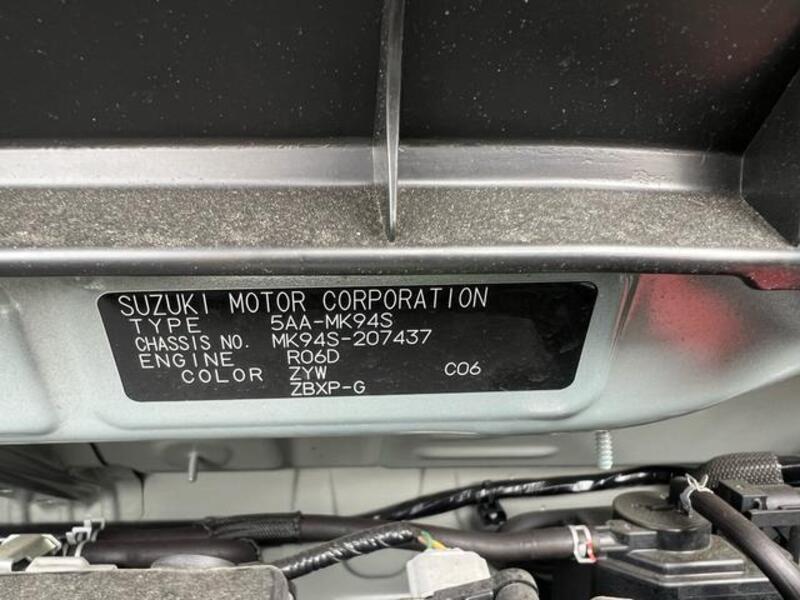 SUZUKI MOTOR CORPORATION
TYPE 5AA-MK94S
CHASSIS NO. MK94S-207437
ENGINE R06D
COLOR ZYW C06
ZBXP-G